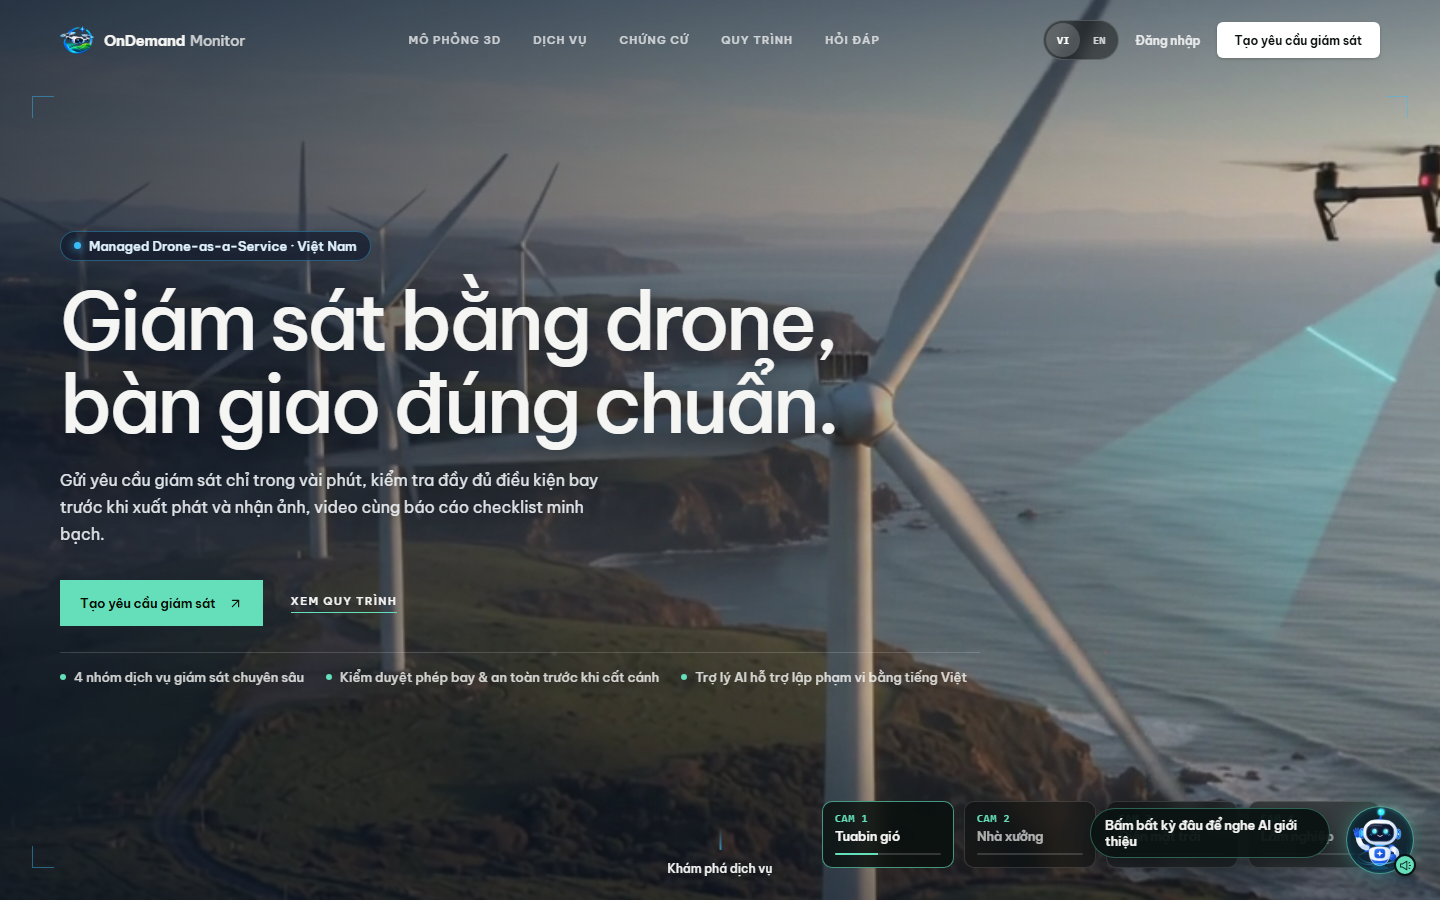 OnDemand Monitor
MÔ PHỎNG 3D
DỊCH VỤ
CHỨNG CỨ
QUY TRÌNH
HỎI ĐÁP
VI
EN
Đăng nhập
Tạo yêu cầu giám sát
Managed Drone-as-a-Service · Việt Nam
Giám sát bằng drone,
bàn giao đúng chuẩn.
Gửi yêu cầu giám sát chỉ trong vài phút, kiểm tra đầy đủ điều kiện bay
trước khi xuất phát và nhận ảnh, video cùng báo cáo checklist minh
bạch.
Tạo yêu cầu giám sát
XEM QUY TRÌNH
4 nhóm dịch vụ giám sát chuyên sâu
Kiểm duyệt phép bay & an toàn trước khi cất cánh
Trợ lý AI hỗ trợ lập phạm vi bằng tiếng Việt
CAM 1
Tuabin gió
CAM 2
Nhà xưởng
Bấm bất kỳ đâu để nghe AI giới
thiệu
Khám phá dịch vụ